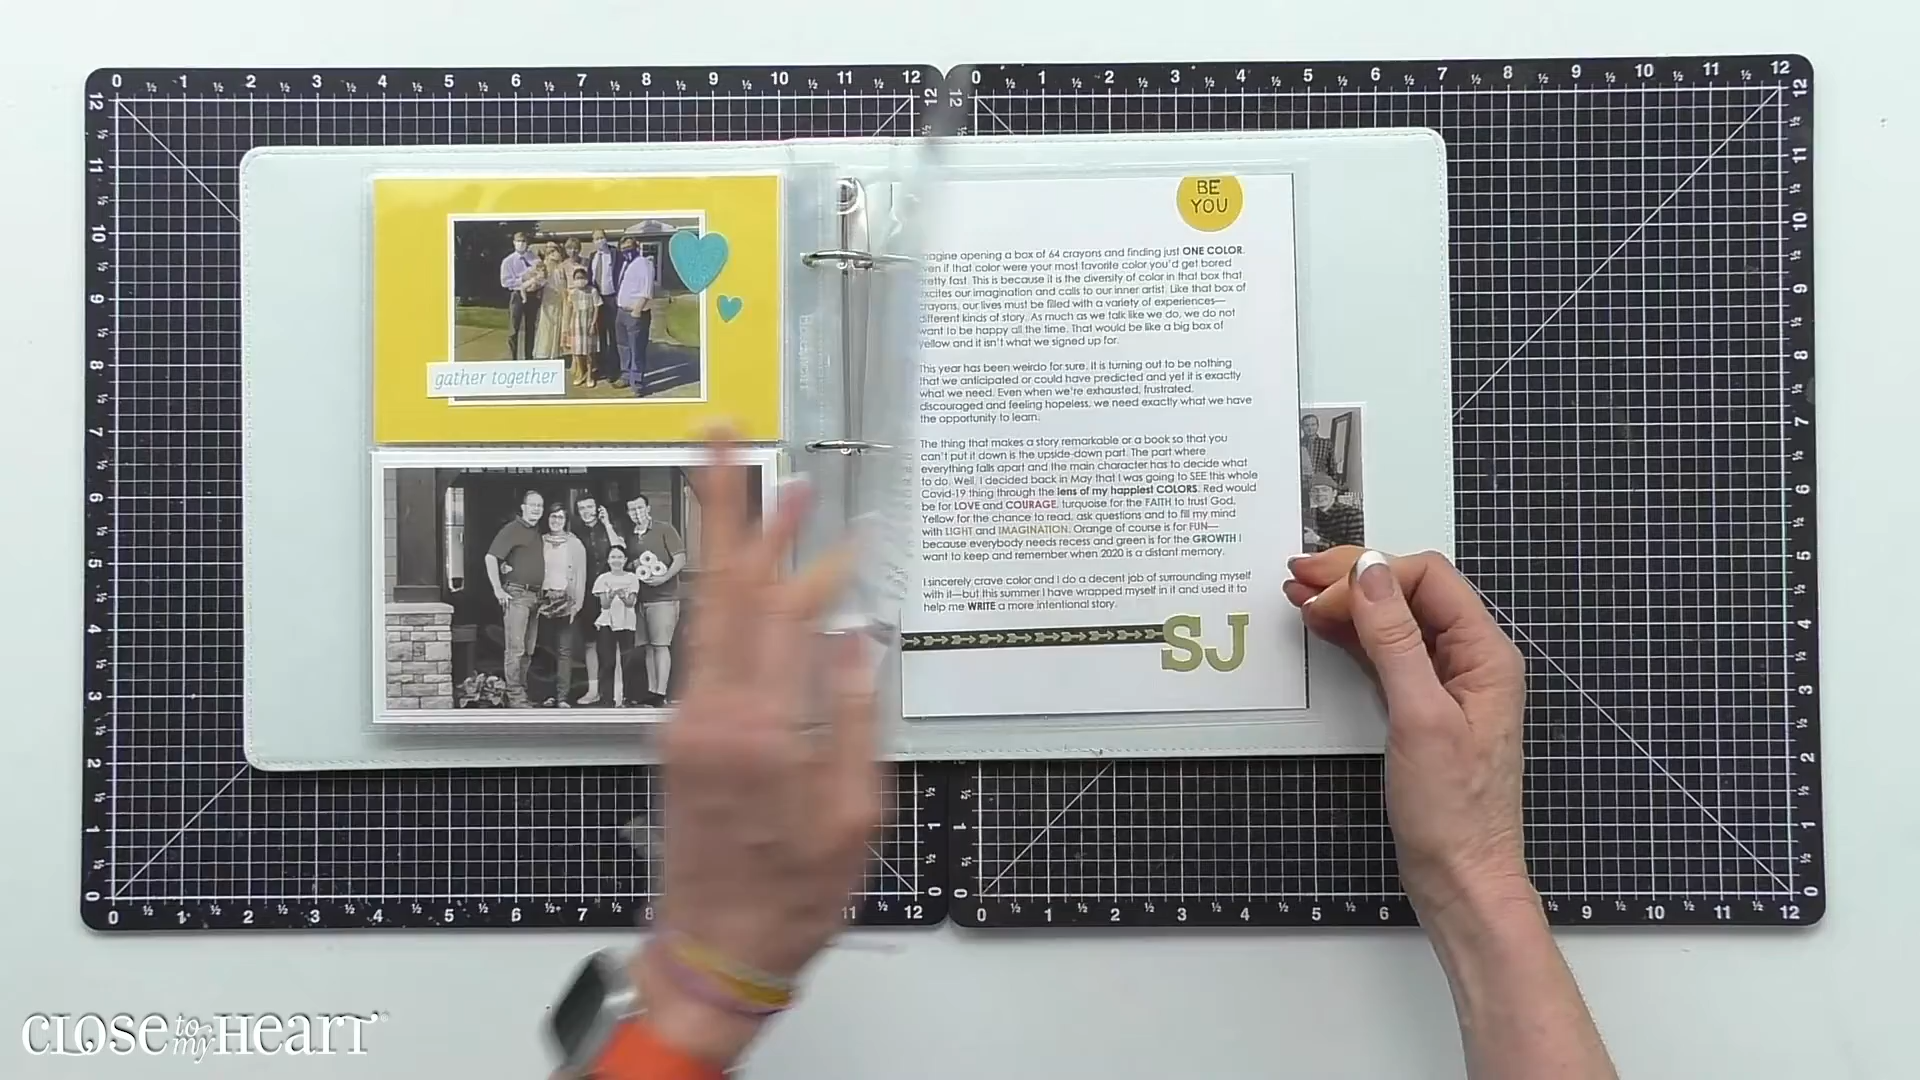 BE
YOU
gather together
magine opening a box of 64 crayons and finding just ONE COLOR.
ven if that color were your most favorite color you'd get bored
retty fast. This is because it is the diversity of color in that box that
xcites our imagination and calls to our inner artist. Like that box of
crayons, our lives must be filled with a variety of experiences—
different kinds of story. As much as we talk like we do, we do not
want to be happy all the time. That would be like a big box of
yellow and it isn't what we signed up for.
This year has been weirdo for sure. It is turning out to be nothing
that we anticipated or could have predicted and yet it is exactly
what we need. Even when we're exhausted, frustrated,
discouraged and feeling hopeless, we need exactly what we have
the opportunity to learn.
The thing that makes a story remarkable or a book so that you
can't put it down is the upside-down part. The part where
everything falls apart and the main character has to decide what
to do. Well, I decided back in May that I was going to SEE this whole
Covid-19 thing through the lens of my happiest COLORS. Red would
be for LOVE and COURAGE, turquoise for the FAITH to trust God,
Yellow for the chance to read, ask questions and to fill my mind
with LIGHT and IMAGINATION. Orange of course is for FUN—
because everybody needs recess and green is for the GROWTH I
want to keep and remember when 2020 is a distant memory.
I sincerely crave color and I do a decent job of surrounding myself
with it—but this summer I have wrapped myself in it and used it to
help me WRITE a more intentional story.
SJ
CLOSE to my HEART®